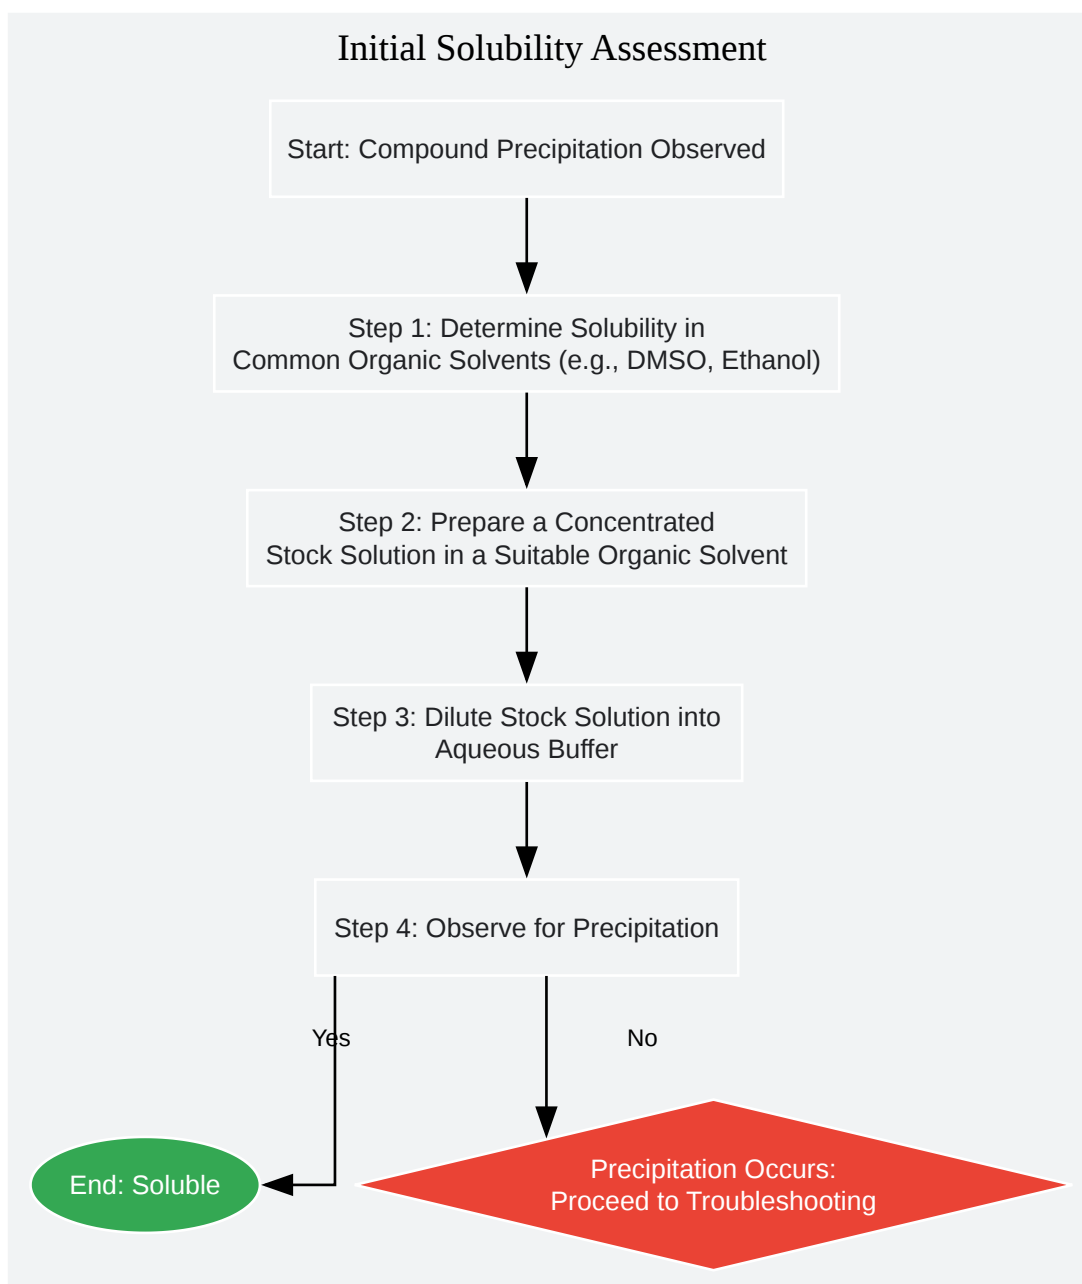 Initial Solubility Assessment
Start: Compound Precipitation Observed
Step 1: Determine Solubility in
Common Organic Solvents (e.g., DMSO, Ethanol)
Step 2: Prepare a Concentrated
Stock Solution in a Suitable Organic Solvent
Step 3: Dilute Stock Solution into
Aqueous Buffer
Step 4: Observe for Precipitation
Yes
No
End: Soluble
Precipitation Occurs:
Proceed to Troubleshooting